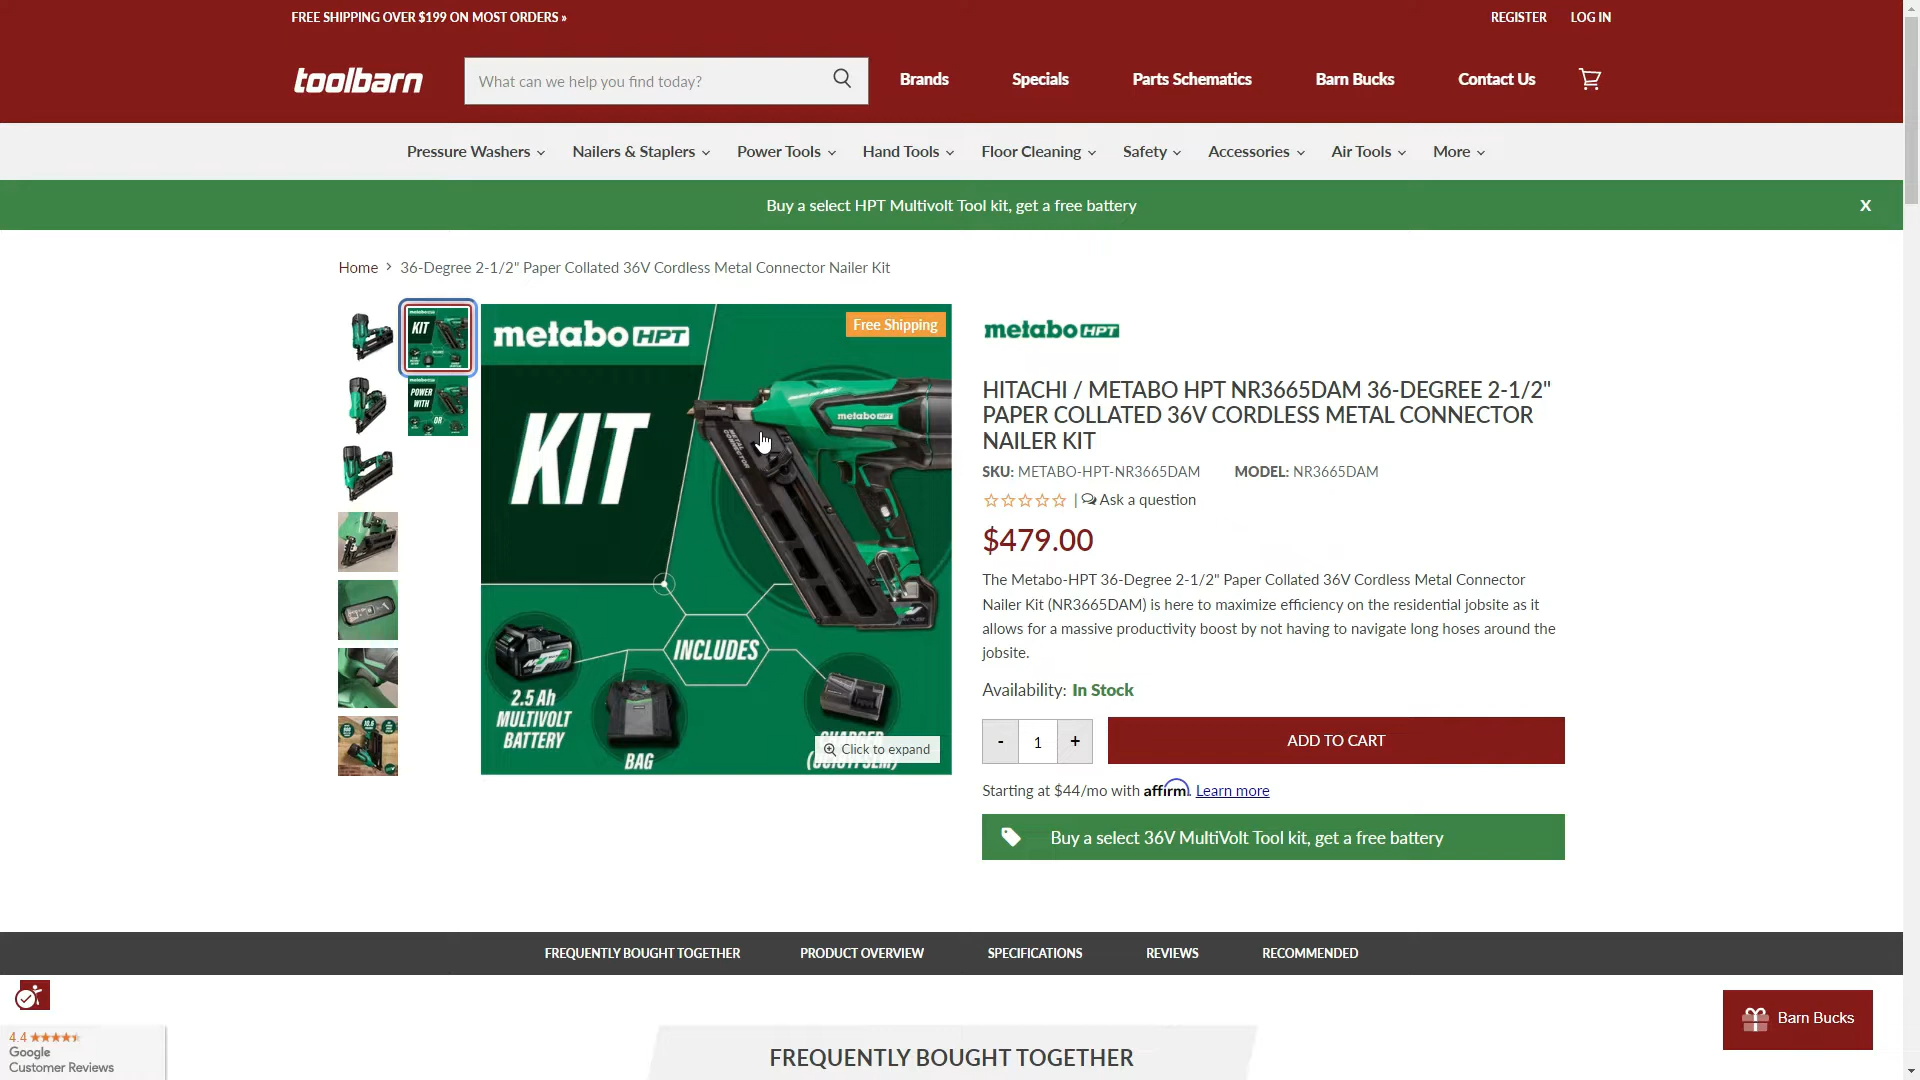 FREE SHIPPING OVER $199 ON MOST ORDERS »
REGISTER
LOG IN
toolbarn
What can we help you find today?
Brands
Specials
Parts Schematics
Barn Bucks
Contact Us
Pressure Washers
Nailers & Staplers
Power Tools
Hand Tools
Floor Cleaning
Safety
Accessories
Air Tools
More
Buy a select HPT Multivolt Tool kit, get a free battery
X
Home > 36-Degree 2-1/2" Paper Collated 36V Cordless Metal Connector Nailer Kit
KIT
POWER
WITH
OR
metabo HPT
Free Shipping
KIT
metabo HPT
METAL
CONNECTOR
INCLUDES
2.5 Ah
MULTIVOLT
BATTERY
BAG
CHARGER
Click to expand
metabo HPT
HITACHI / METABO HPT NR3665DAM 36-DEGREE 2-1/2"
PAPER COLLATED 36V CORDLESS METAL CONNECTOR
NAILER KIT
SKU: METABO-HPT-NR3665DAM
MODEL: NR3665DAM
| Ask a question
$479.00
The Metabo-HPT 36-Degree 2-1/2" Paper Collated 36V Cordless Metal Connector
Nailer Kit (NR3665DAM) is here to maximize efficiency on the residential jobsite as it
allows for a massive productivity boost by not having to navigate long hoses around the
jobsite.
Availability: In Stock
- 1 +
ADD TO CART
Starting at $44/mo with affirm. Learn more
Buy a select 36V MultiVolt Tool kit, get a free battery
FREQUENTLY BOUGHT TOGETHER
PRODUCT OVERVIEW
SPECIFICATIONS
REVIEWS
RECOMMENDED
4.4
Google
Customer Reviews
Barn Bucks
FREQUENTLY BOUGHT TOGETHER